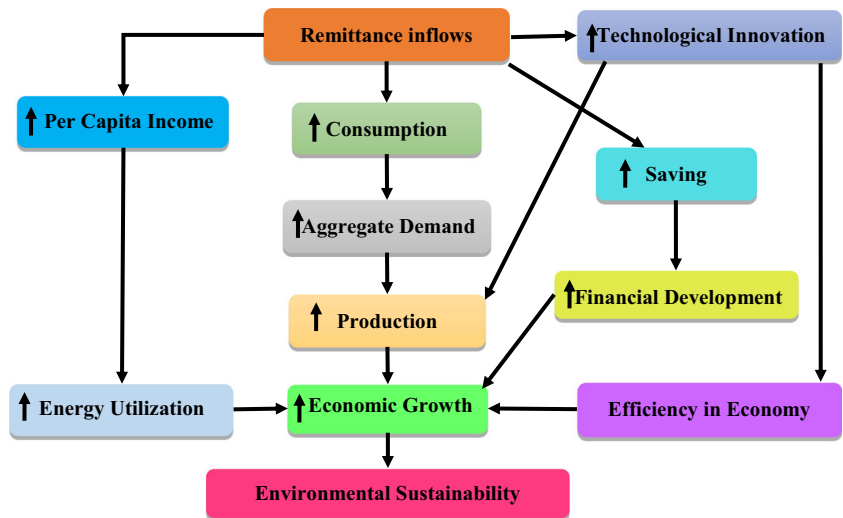 Remittance inflows
Technological Innovation
Per Capita Income
Consumption
Saving
Aggregate Demand
Financial Development
Production
Energy Utilization
Economic Growth
Efficiency in Economy
Environmental Sustainability